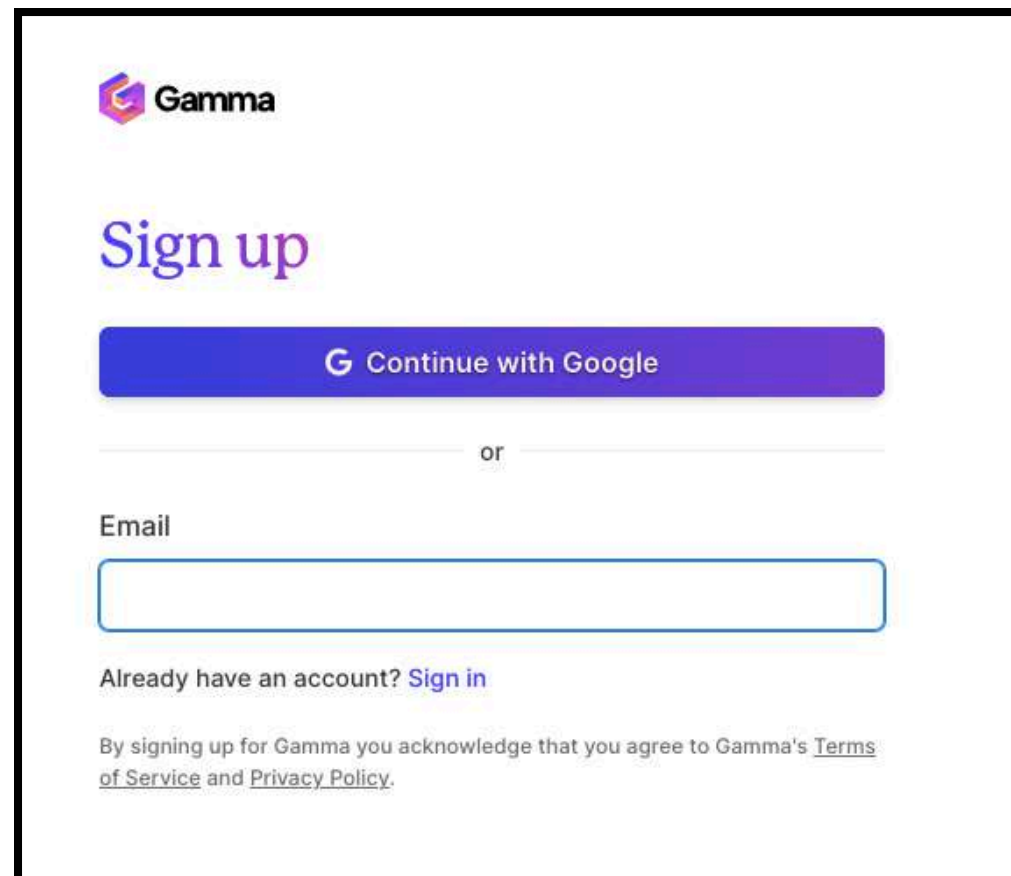 Gamma
Sign up
G Continue with Google
or
Email
Already have an account? Sign in
By signing up for Gamma you acknowledge that you agree to Gamma's Terms
of Service and Privacy Policy.